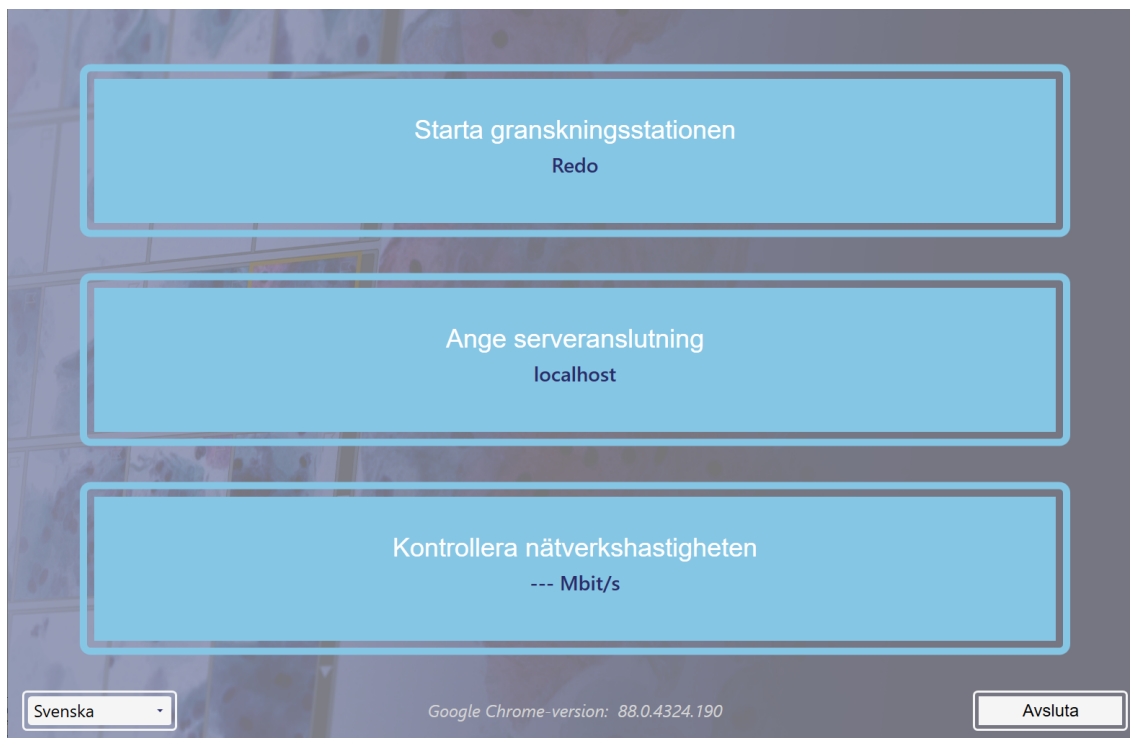 Starta granskningsstationen
Redo
Ange serveranslutning
localhost
Kontrollera nätverkshastigheten
--- Mbit/s
Svenska
Google Chrome-version: 88.0.4324.190
Avsluta